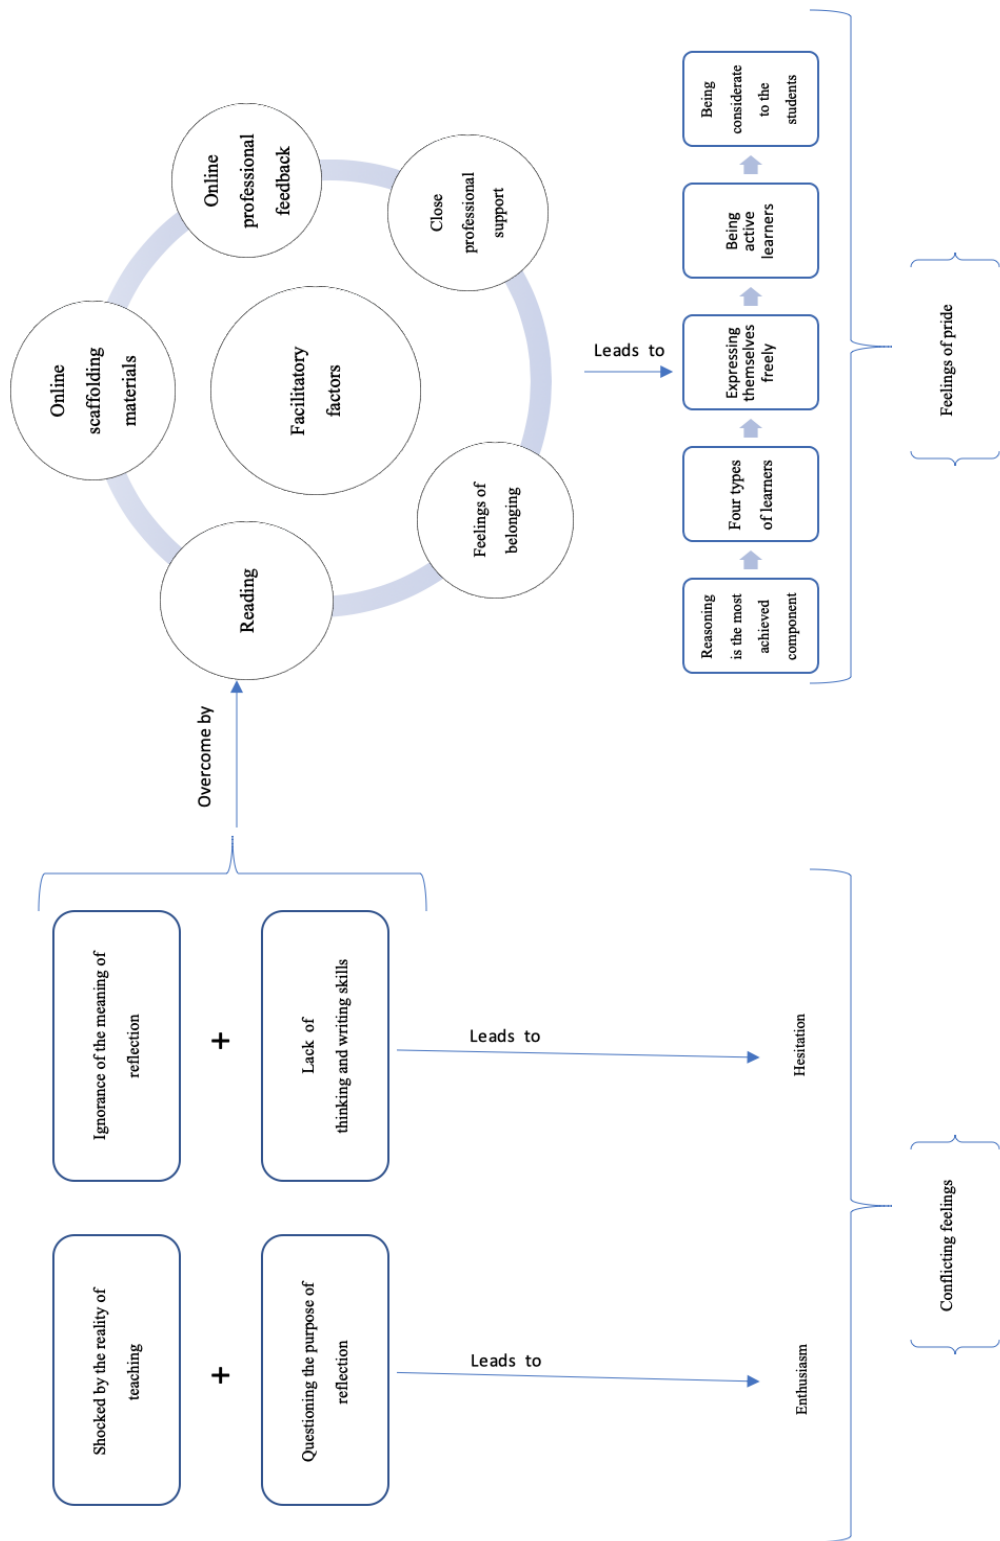 Shocked by the reality of
teaching
+
Questioning the purpose of
reflection
Leads to
Enthusiasm
Ignorance of the meaning of
reflection
+
Lack of
thinking and writing skills
Leads to
Hesitation
Conflicting feelings
Overcome by
Reading
Online
scaffolding
materials
Online
professional
feedback
Close
professional
support
Feelings of
belonging
Facilitatory
factors
Leads to
Reasoning
is the most
achieved
component
Four types
of learners
Expressing
themselves
freely
Being
active
learners
Being
considerate
to the
students
Feelings of pride